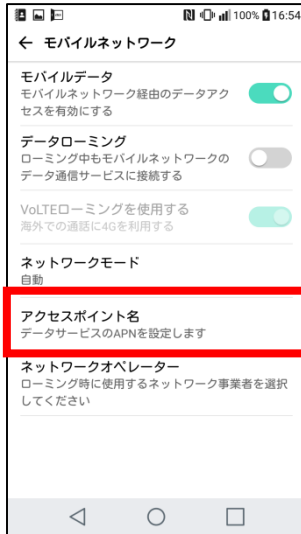 100% 16:54
← モバイルネットワーク
モバイルデータ
モバイルネットワーク経由のデータアク
セスを有効にする
データローミング
ローミング中もモバイルネットワークの
データ通信サービスに接続する
VoLTEローミングを使用する
海外での通話に4Gを利用する
ネットワークモード
自動
アクセスポイント名
データサービスのAPNを設定します
ネットワークオペレーター
ローミング時に使用するネットワーク事業者を選択
してください